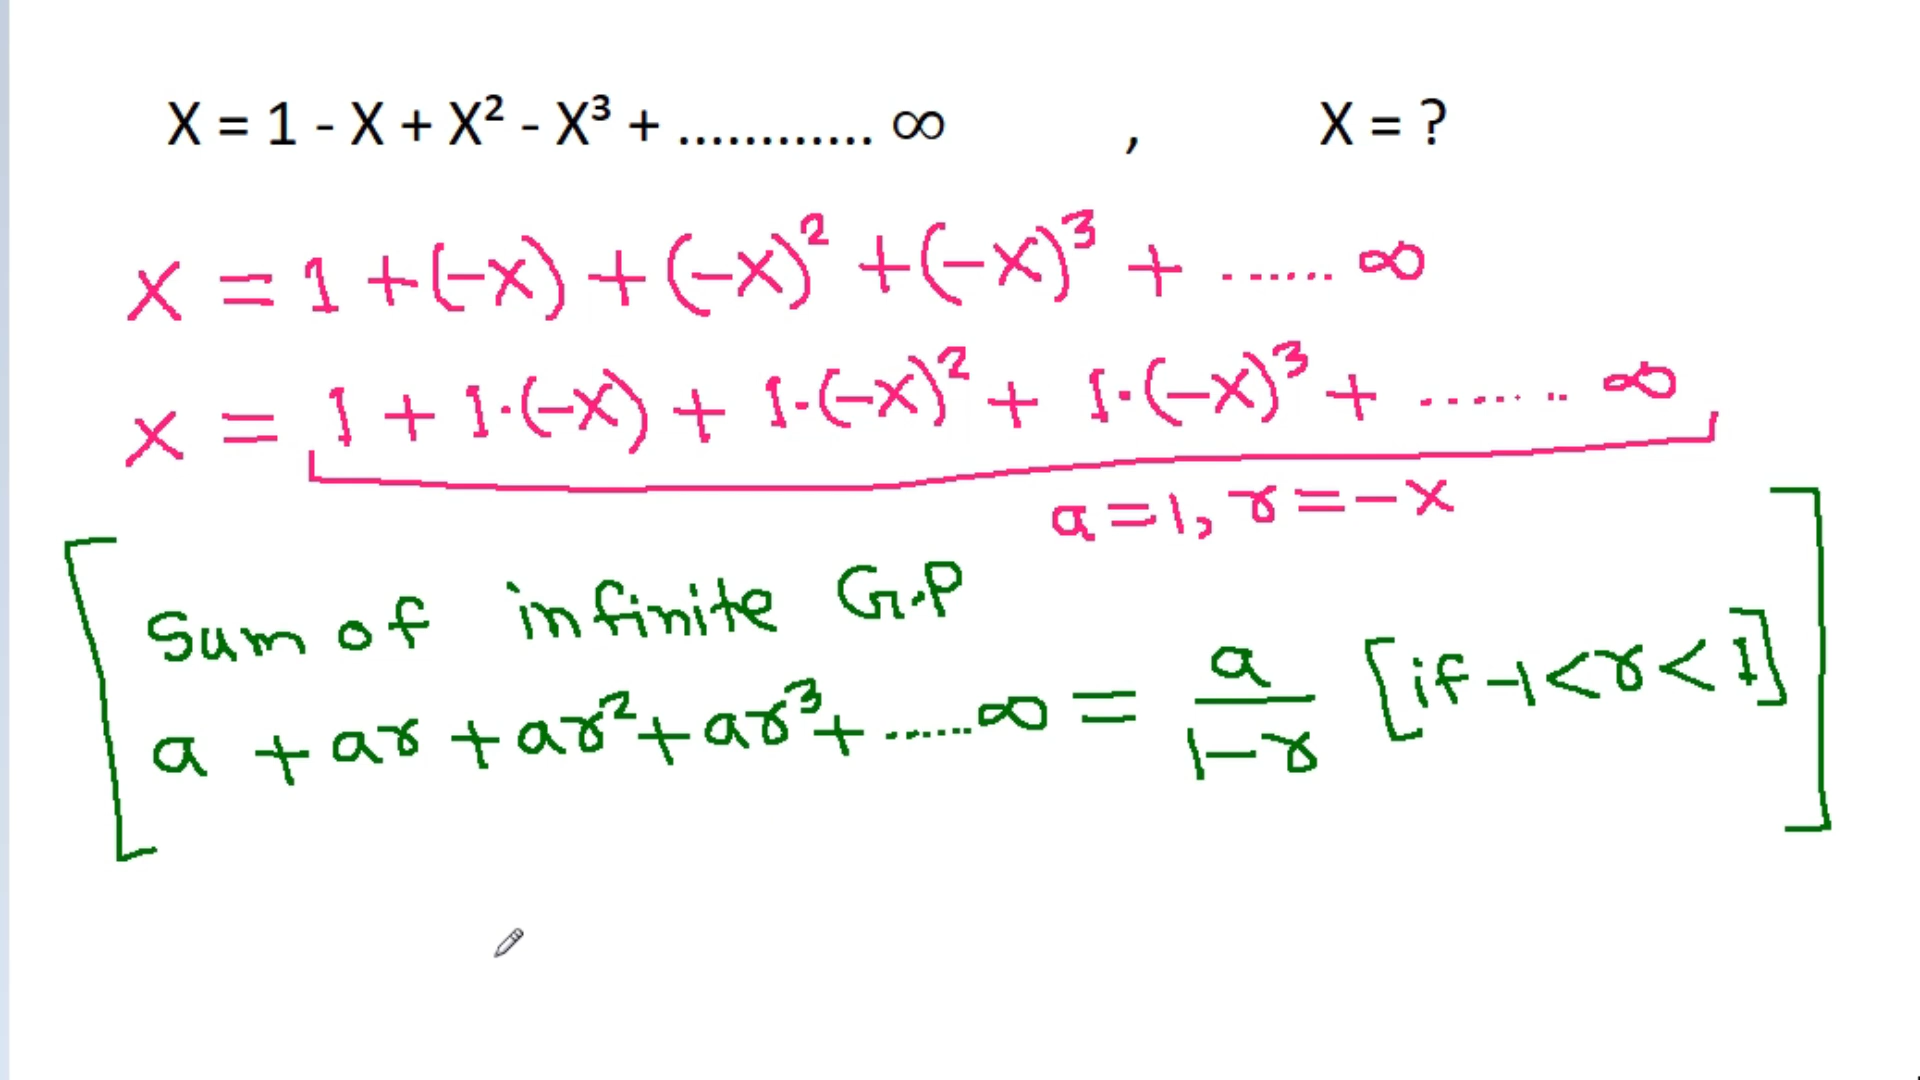 X = 1 - X + X² - X³ + ............ ∞ , X = ?
x = 1 + (-x) + (-x)² + (-x)³ + ...... ∞
x = 1 + 1·(-x) + 1·(-x)² + 1·(-x)³ + ........ ∞
a = 1, r = -x
Sum of infinite G.P
a + ar + ar² + ar³ + ...... ∞ = a/(1-r) [if -1<r<1]